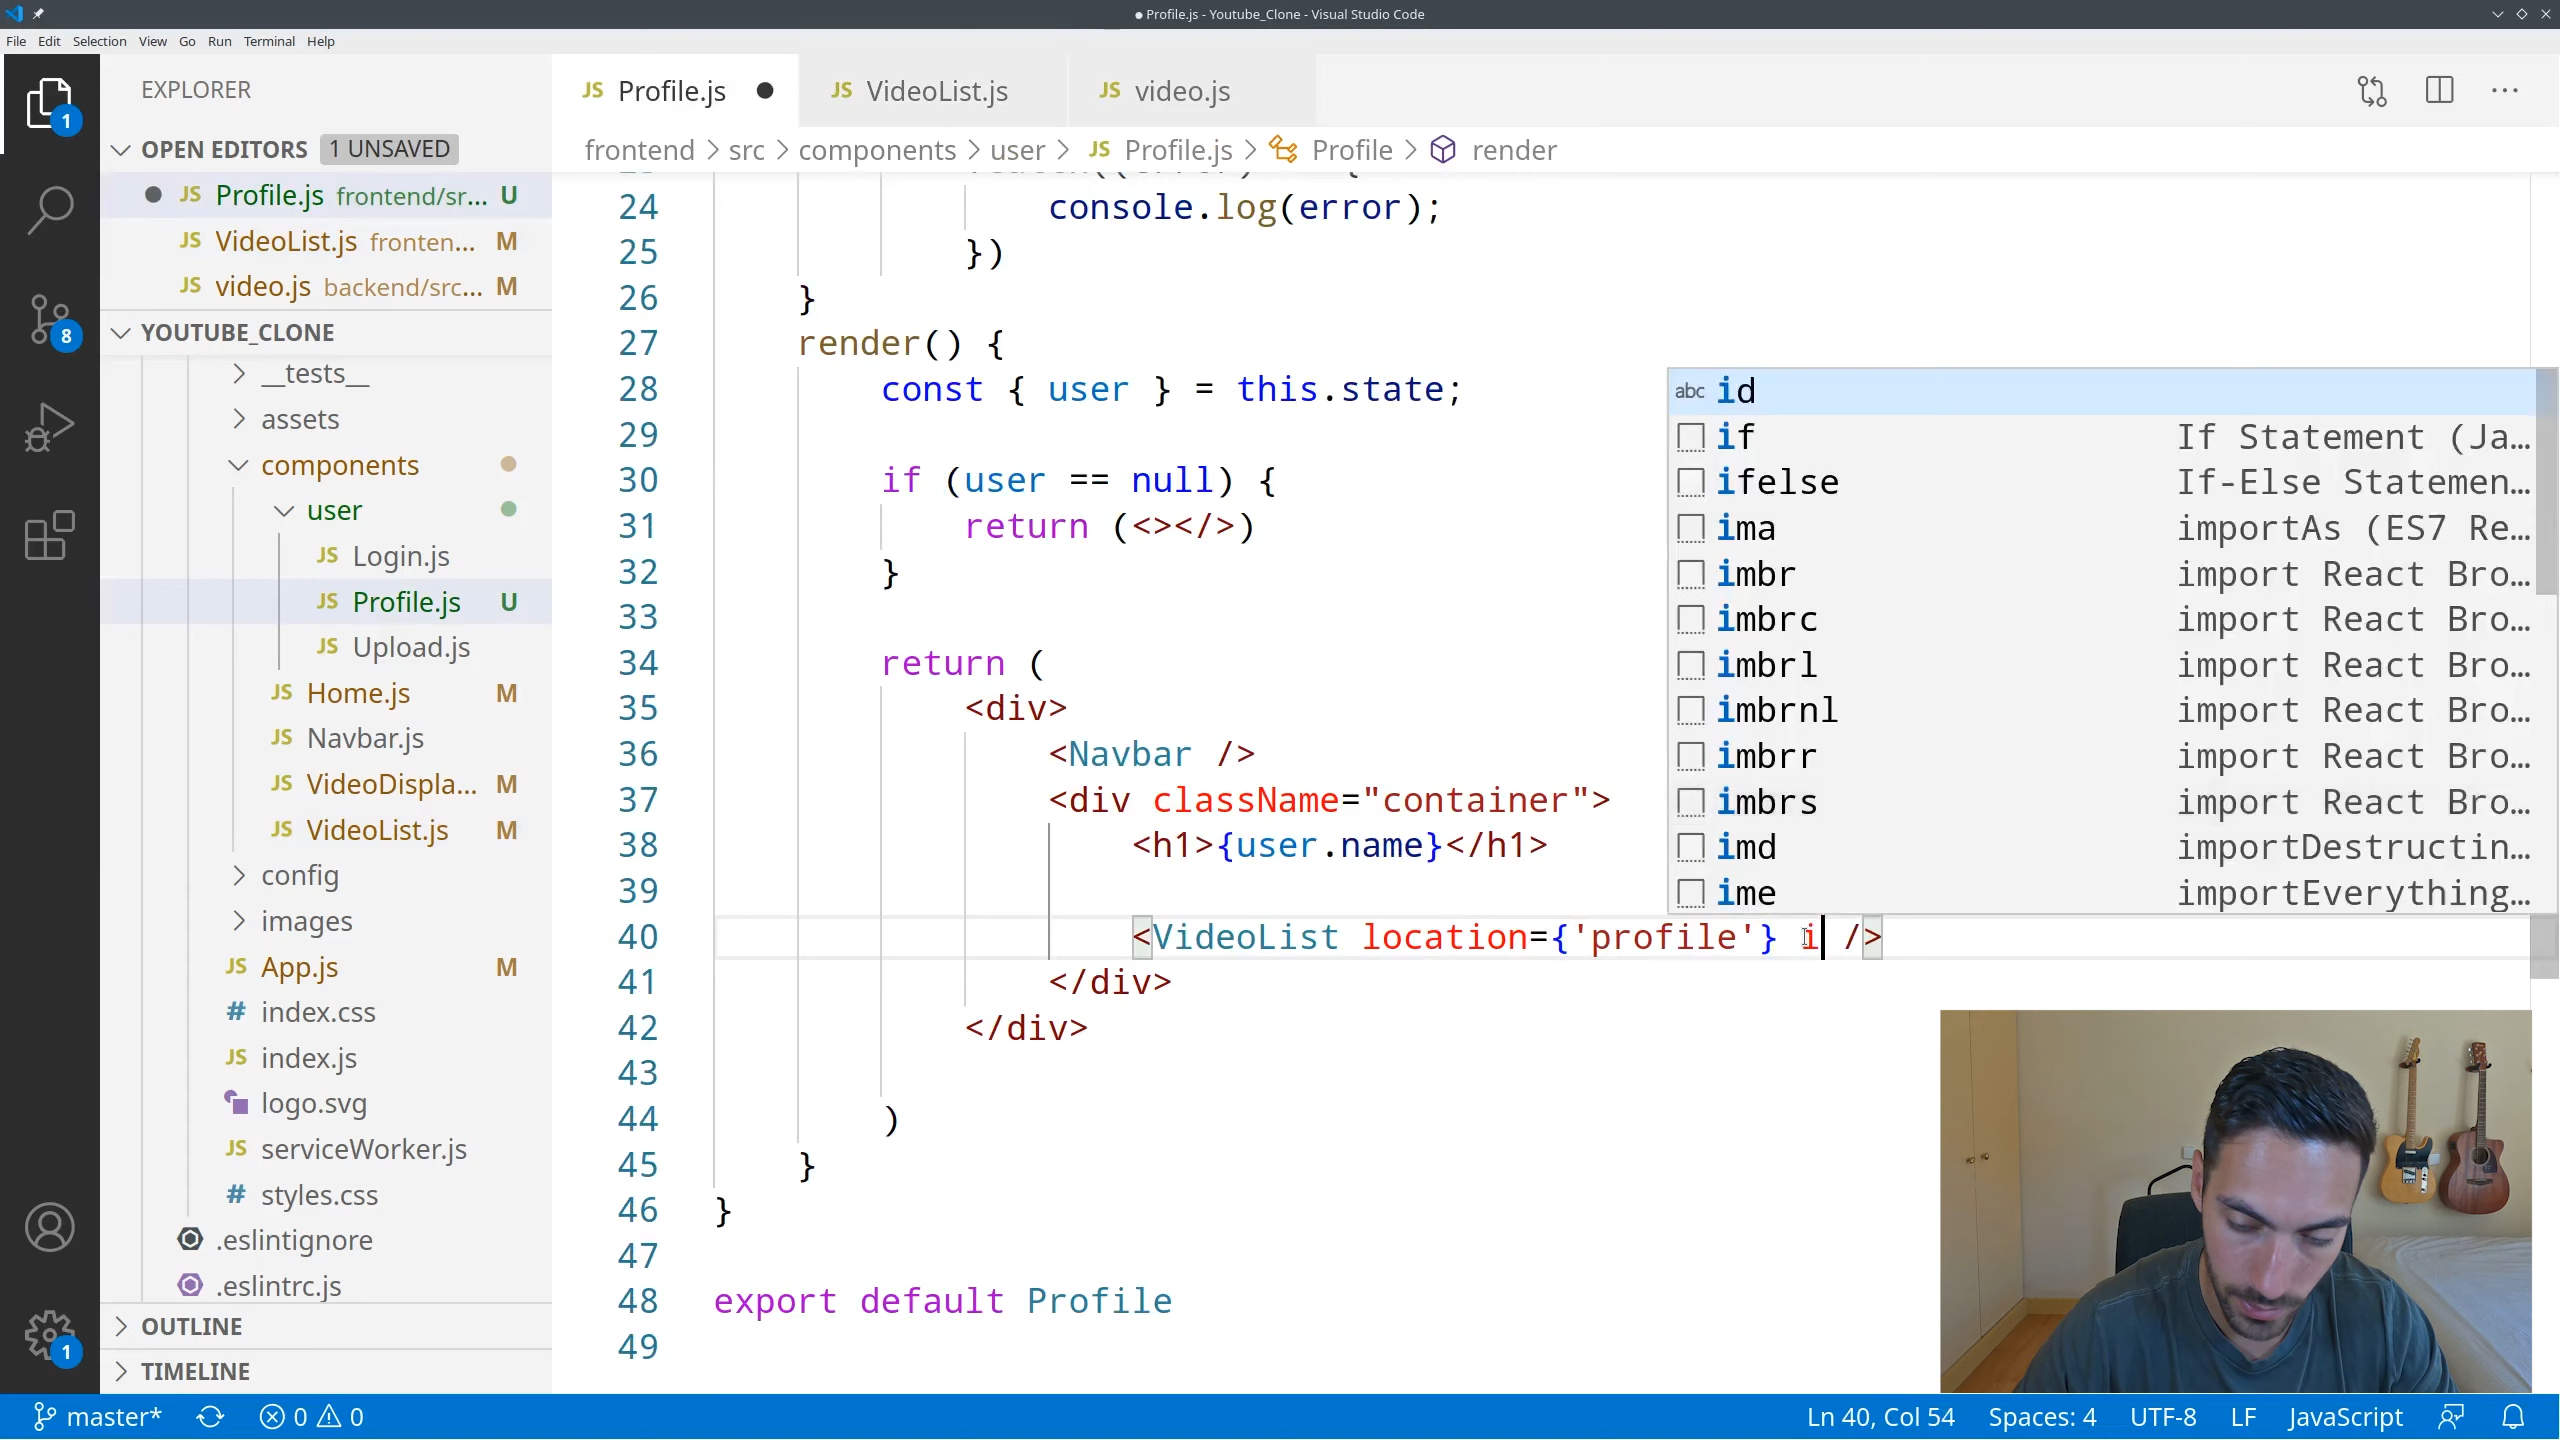 Profile.js - Youtube_Clone - Visual Studio Code
File Edit Selection View Go Run Terminal Help
EXPLORER
OPEN EDITORS 1 UNSAVED
JS Profile.js frontend/sr... U
JS VideoList.js fronten... M
JS video.js backend/src... M
YOUTUBE_CLONE
__tests__
assets
components
user
JS Login.js
JS Profile.js U
JS Upload.js
JS Home.js M
JS Navbar.js
JS VideoDispla... M
JS VideoList.js M
config
images
JS App.js M
# index.css
JS index.js
logo.svg
JS serviceWorker.js
# styles.css
.eslintignore
.eslintrc.js
OUTLINE
TIMELINE
1
8
1
JS Profile.js
JS VideoList.js
JS video.js
frontend > src > components > user > JS Profile.js > Profile > render
24 console.log(error);
25 })
26 }
27 render() {
28 const { user } = this.state;
29
30 if (user == null) {
31 return (<></>)
32 }
33
34 return (
35 <div>
36 <Navbar />
37 <div className="container">
38 <h1>{user.name}</h1>
39
40 <VideoList location={'profile'} i />
41 </div>
42 </div>
43
44 )
45 }
46 }
47
48 export default Profile
49
abc id
if If Statement (Ja...
ifelse If-Else Statemen...
ima importAs (ES7 Re...
imbr import React Bro...
imbrc import React Bro...
imbrl import React Bro...
imbrnl import React Bro...
imbrr import React Bro...
imbrs import React Bro...
imd importDestructin...
ime importEverything...
master* 0 0
Ln 40, Col 54 Spaces: 4 UTF-8 LF JavaScript